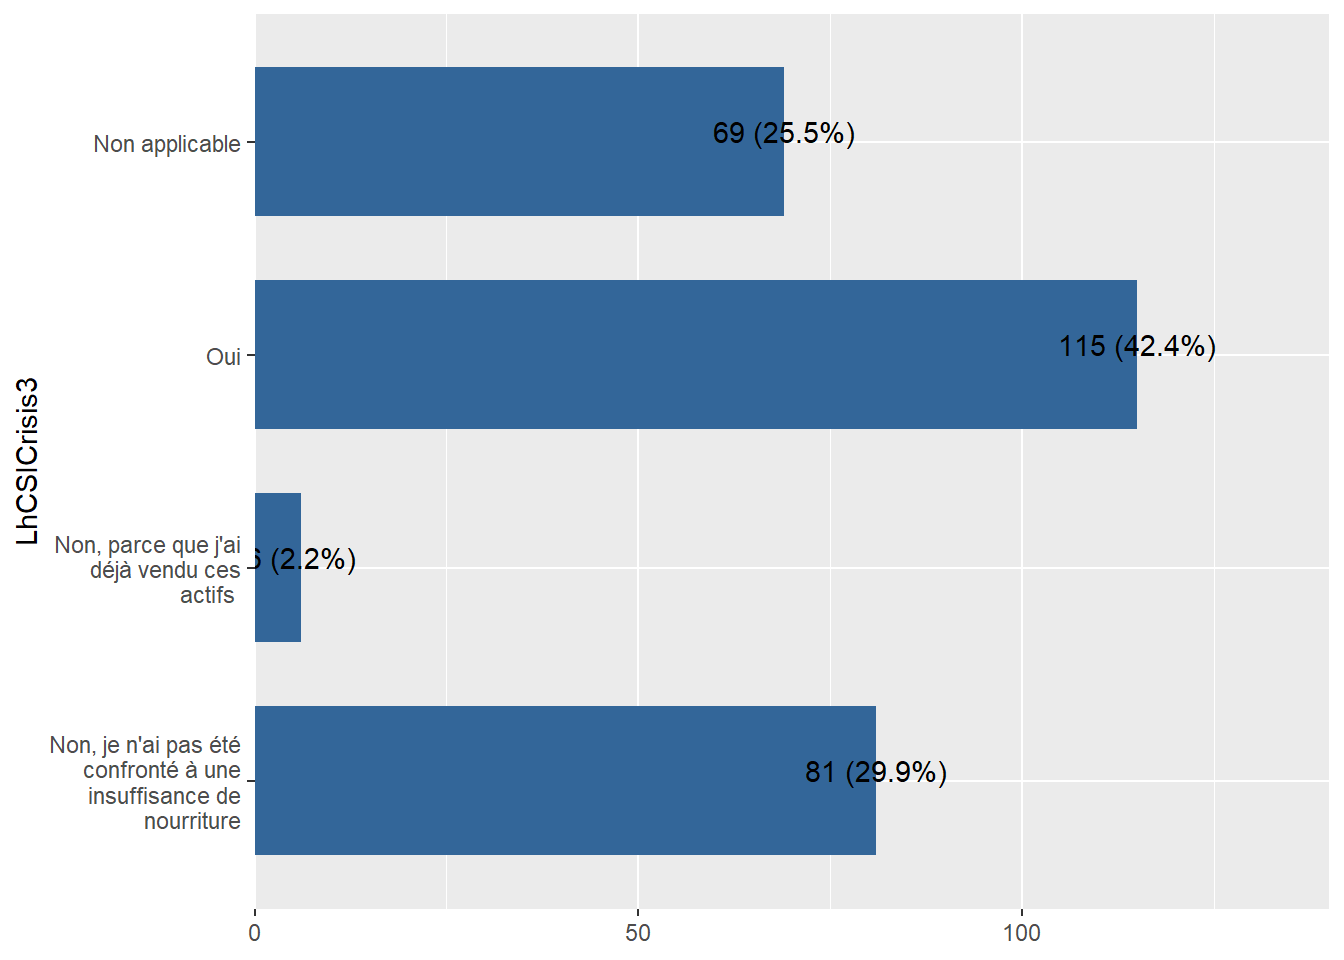 LhCSICrisis3
Non applicable
69 (25.5%)
Oui
115 (42.4%)
Non, parce que j'ai
déjà vendu ces
actifs
6 (2.2%)
Non, je n'ai pas été
confronté à une
insuffisance de
nourriture
81 (29.9%)
0 50 100